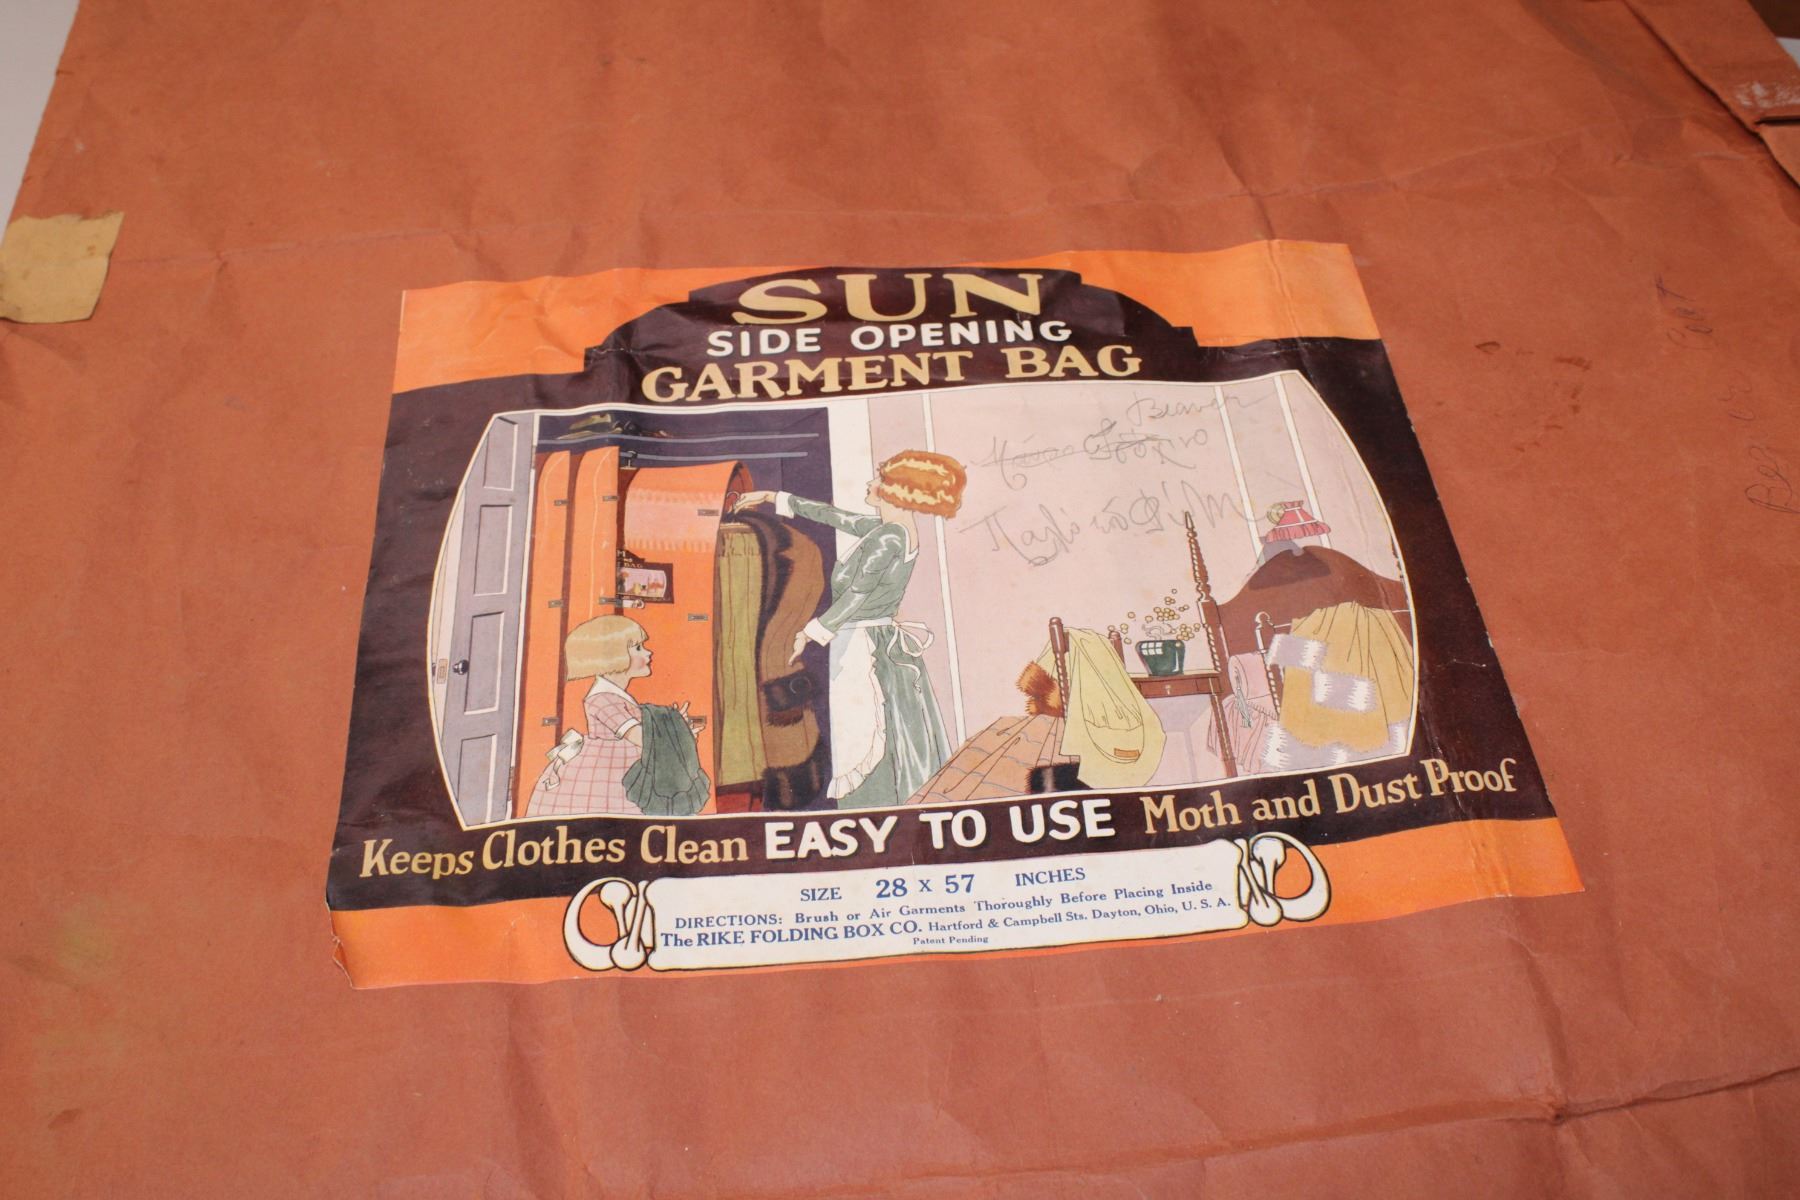 SUN
SIDE OPENING
GARMENT BAG
Beaver
Keeps Clothes Clean EASY TO USE Moth and Dust Proof
SIZE 28 X 57 INCHES
DIRECTIONS: Brush or Air Garments Thoroughly Before Placing Inside
The RIKE FOLDING BOX CO. Hartford & Campbell Sts. Dayton, Ohio, U. S. A.
Patent Pending